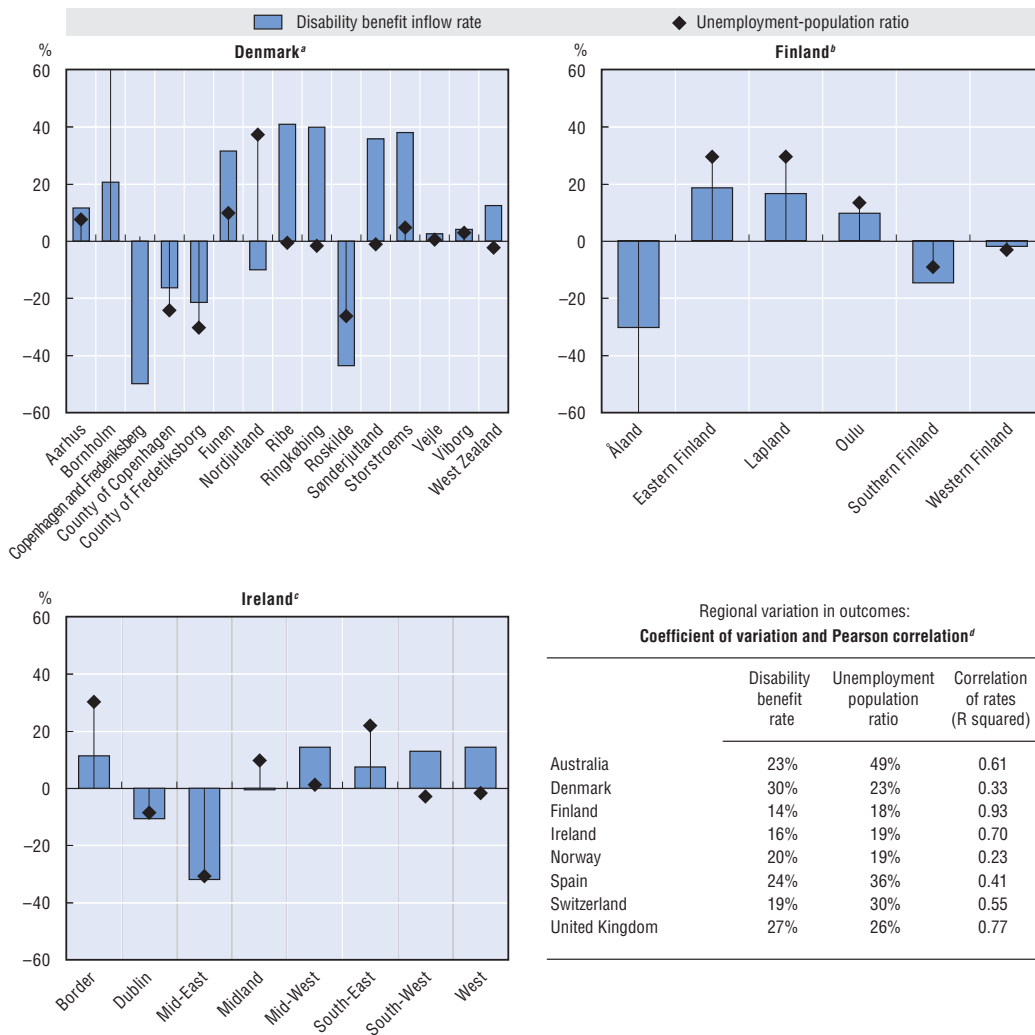 Disability benefit inflow rate
Unemployment-population ratio
%
Denmarkᵃ
60
40
20
0
–20
–40
–60
Aarhus
Bornholm
Copenhagen and Frederiksberg
County of Copenhagen
County of Fredetiksborg
Funen
Nordjutland
Ribe
Ringkøbing
Roskilde
Sønderjutland
Storstroems
Vejle
Viborg
West Zealand
%
Finlandᵇ
60
40
20
0
–20
–40
–60
Åland
Eastern Finland
Lapland
Oulu
Southern Finland
Western Finland
%
Irelandᶜ
60
40
20
0
–20
–40
–60
Border
Dublin
Mid-East
Midland
Mid-West
South-East
South-West
West
Regional variation in outcomes:
Coefficient of variation and Pearson correlationᵈ
Disability Unemployment Correlation
benefit population of rates
rate ratio (R squared)
Australia 23% 49% 0.61
Denmark 30% 23% 0.33
Finland 14% 18% 0.93
Ireland 16% 19% 0.70
Norway 20% 19% 0.23
Spain 24% 36% 0.41
Switzerland 19% 30% 0.55
United Kingdom 27% 26% 0.77